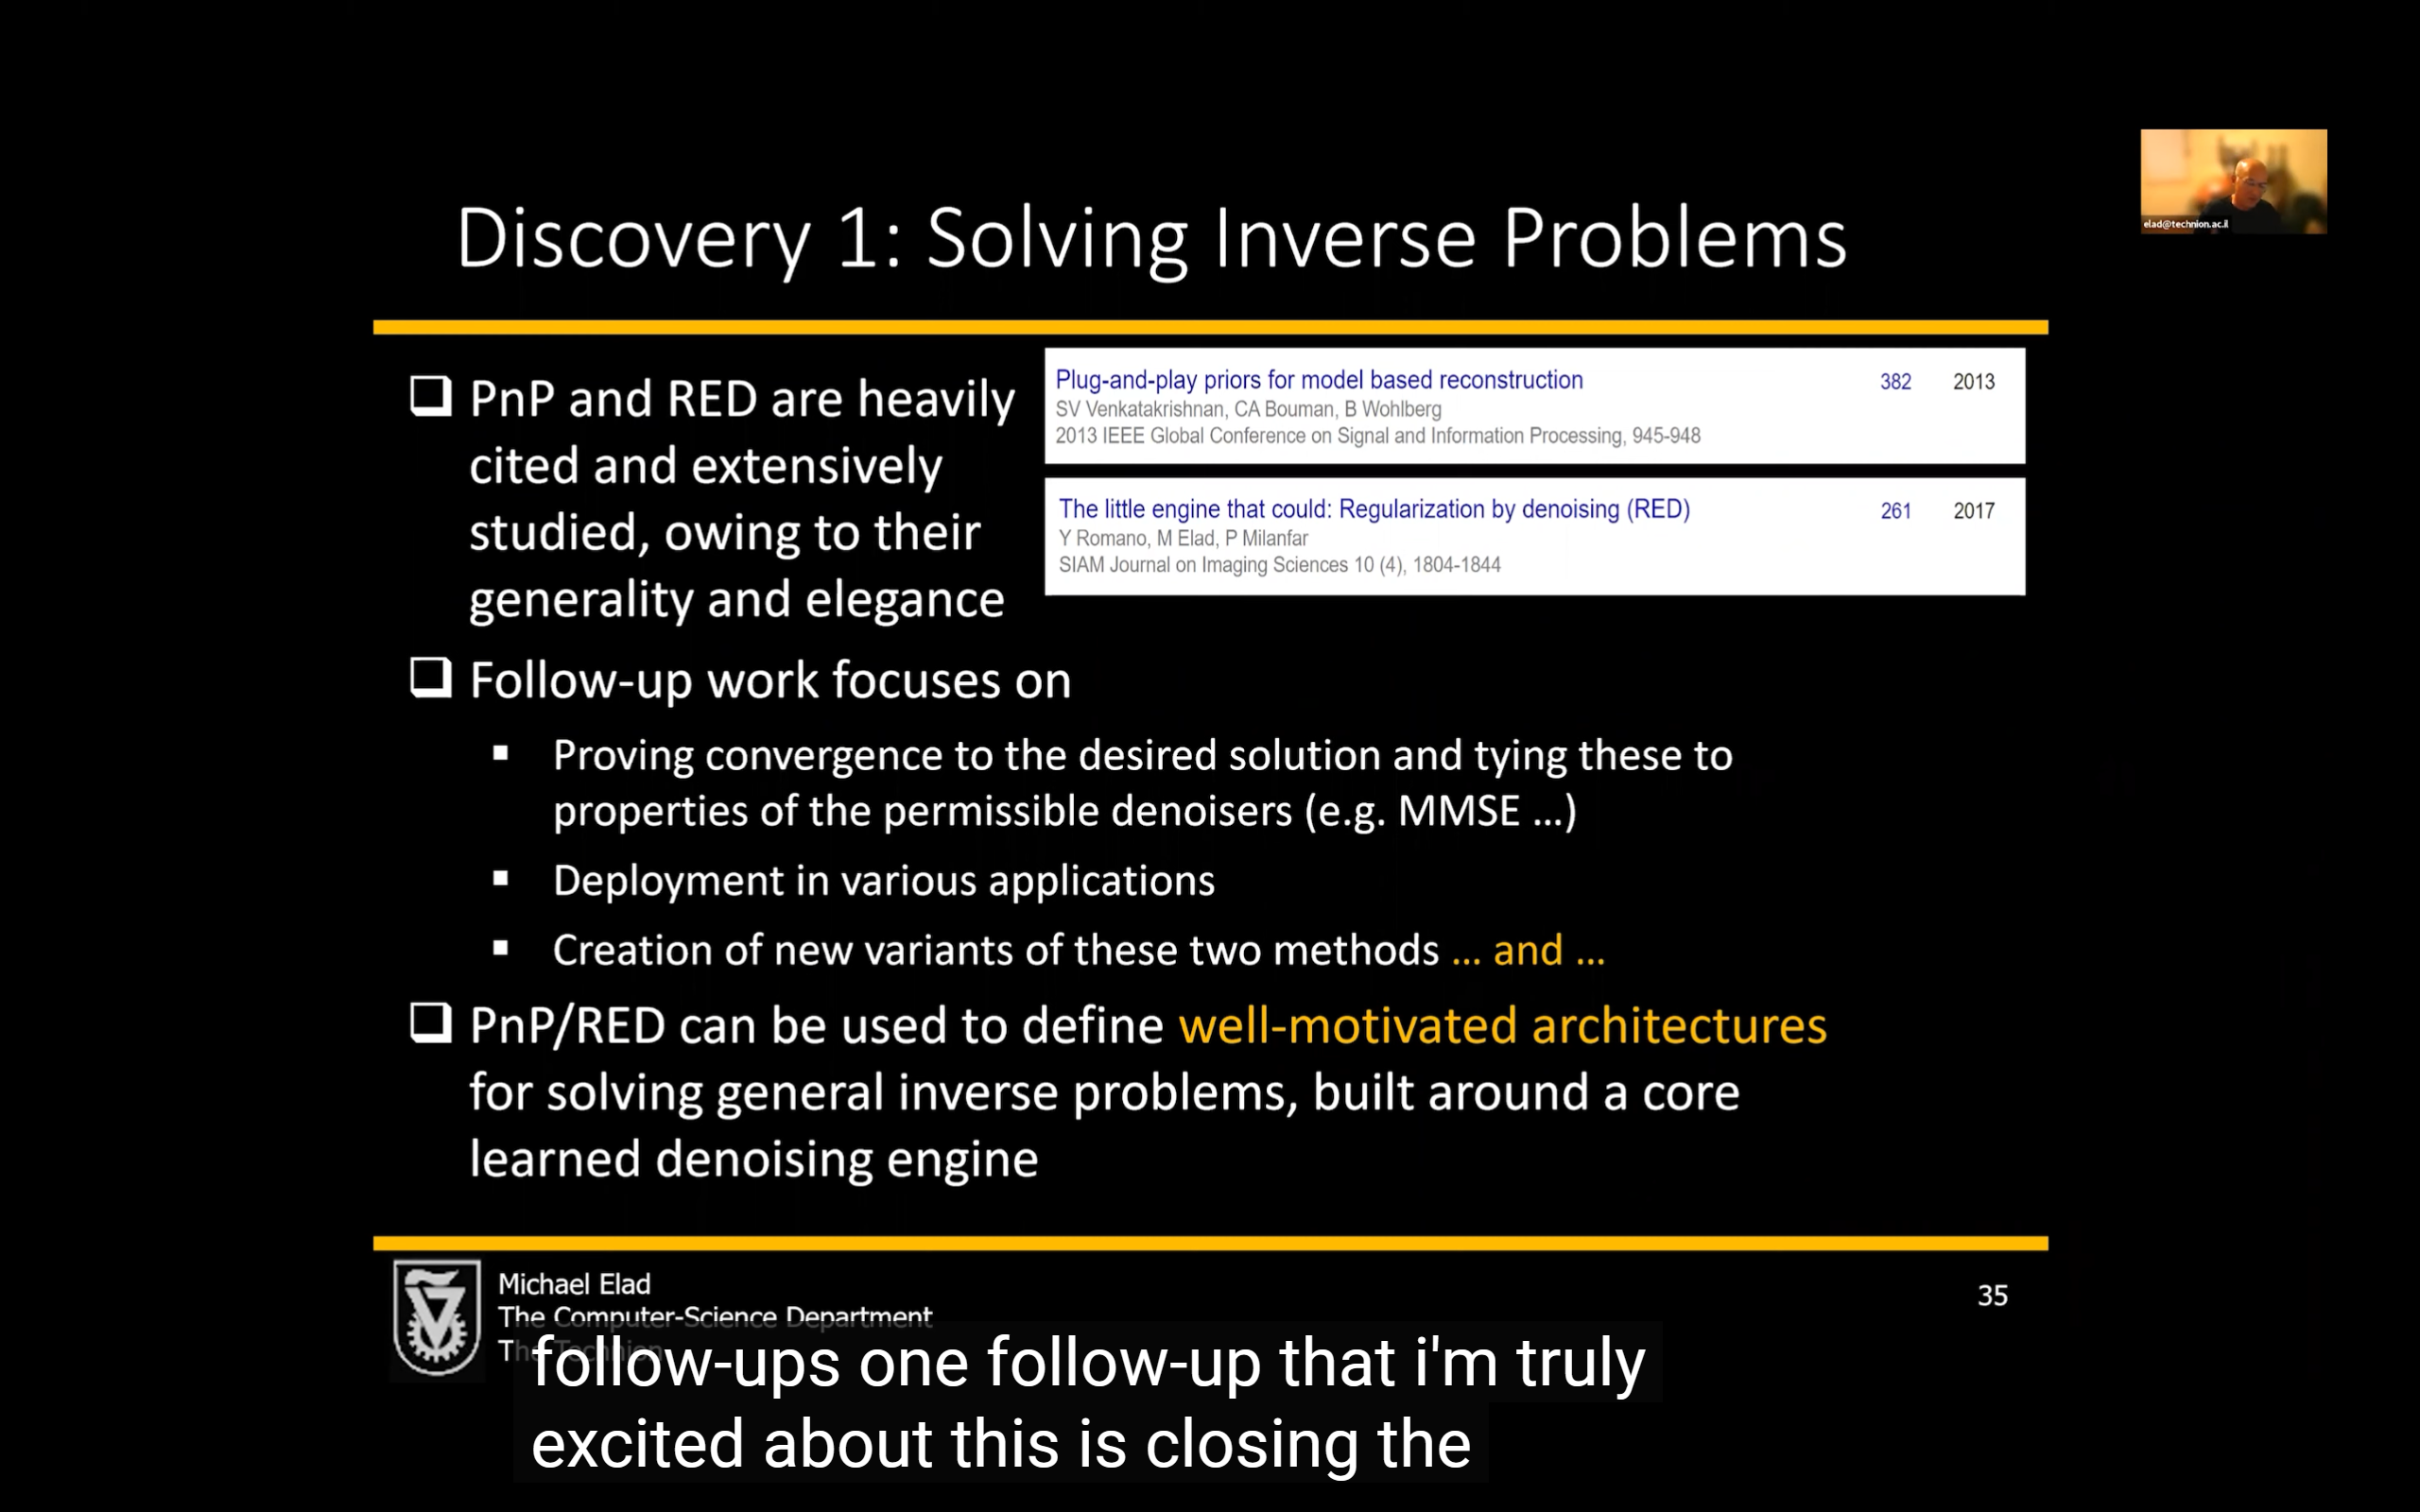 elad@technion.ac.il
Discovery 1: Solving Inverse Problems
❑ PnP and RED are heavily
cited and extensively
studied, owing to their
generality and elegance
Plug-and-play priors for model based reconstruction 382 2013
SV Venkatakrishnan, CA Bouman, B Wohlberg
2013 IEEE Global Conference on Signal and Information Processing, 945-948
The little engine that could: Regularization by denoising (RED) 261 2017
Y Romano, M Elad, P Milanfar
SIAM Journal on Imaging Sciences 10 (4), 1804-1844
❑ Follow-up work focuses on
▪ Proving convergence to the desired solution and tying these to
properties of the permissible denoisers (e.g. MMSE ...)
▪ Deployment in various applications
▪ Creation of new variants of these two methods ... and ...
❑ PnP/RED can be used to define well-motivated architectures
for solving general inverse problems, built around a core
learned denoising engine
Michael Elad
The Computer-Science Department
The Technion
35
follow-ups one follow-up that i'm truly
excited about this is closing the